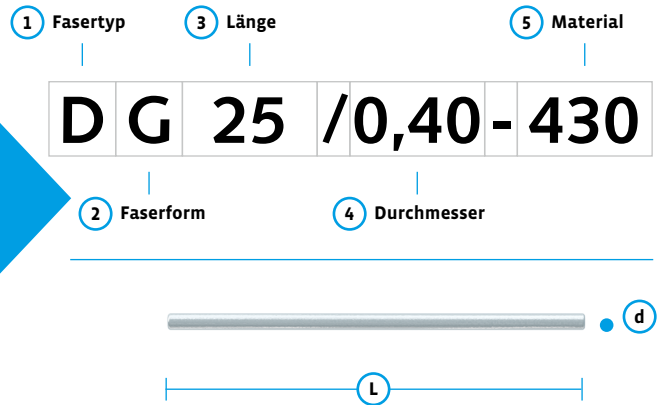 1 Fasertyp 3 Länge 5 Material
D G 25 /0,40 - 430
2 Faserform 4 Durchmesser
d
L